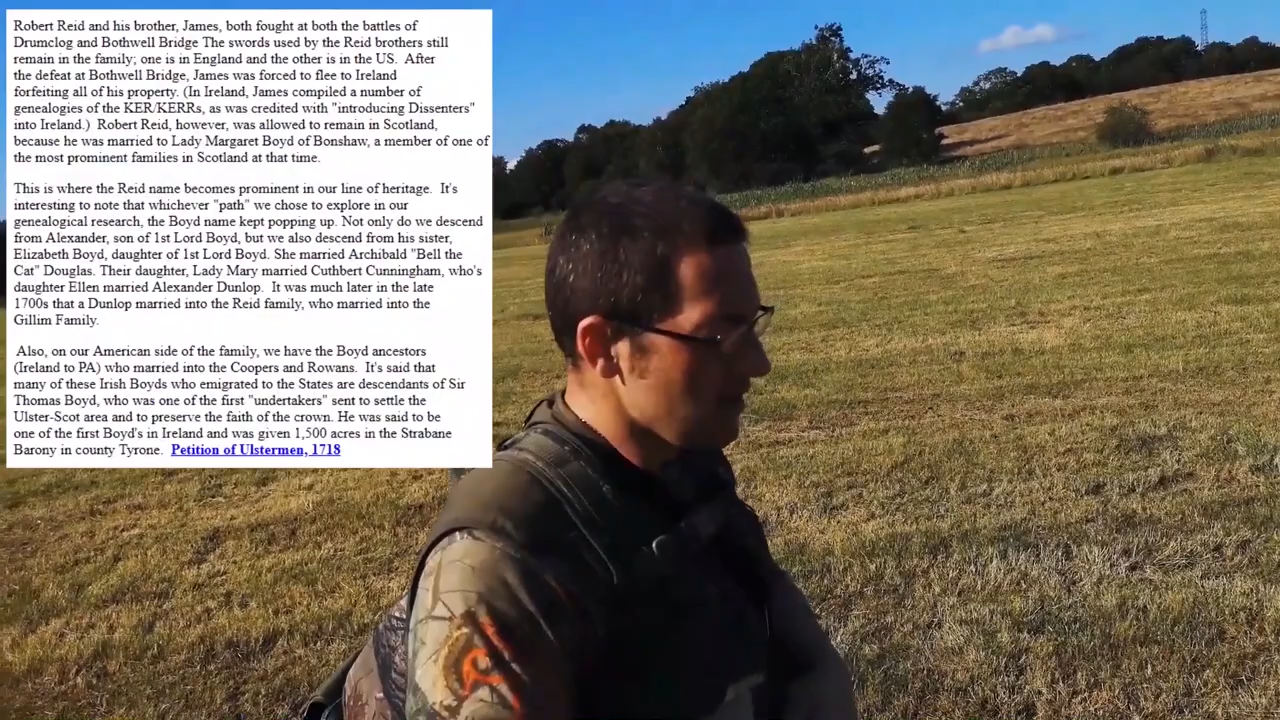 Robert Reid and his brother, James, both fought at both the battles of
Drumclog and Bothwell Bridge The swords used by the Reid brothers still
remain in the family; one is in England and the other is in the US.  After
the defeat at Bothwell Bridge, James was forced to flee to Ireland
forfeiting all of his property. (In Ireland, James compiled a number of
genealogies of the KER/KERRs, as was credited with "introducing Dissenters"
into Ireland.)  Robert Reid, however, was allowed to remain in Scotland,
because he was married to Lady Margaret Boyd of Bonshaw, a member of one of
the most prominent families in Scotland at that time.
This is where the Reid name becomes prominent in our line of heritage.  It's
interesting to note that whichever "path" we chose to explore in our
genealogical research, the Boyd name kept popping up. Not only do we descend
from Alexander, son of 1st Lord Boyd, but we also descend from his sister,
Elizabeth Boyd, daughter of 1st Lord Boyd. She married Archibald "Bell the
Cat" Douglas. Their daughter, Lady Mary married Cuthbert Cunningham, who's
daughter Ellen married Alexander Dunlop.  It was much later in the late
1700s that a Dunlop married into the Reid family, who married into the
Gillim Family.
Also, on our American side of the family, we have the Boyd ancestors
(Ireland to PA) who married into the Coopers and Rowans.  It's said that
many of these Irish Boyds who emigrated to the States are descendants of Sir
Thomas Boyd, who was one of the first "undertakers" sent to settle the
Ulster-Scot area and to preserve the faith of the crown. He was said to be
one of the first Boyd's in Ireland and was given 1,500 acres in the Strabane
Barony in county Tyrone.  Petition of Ulstermen, 1718